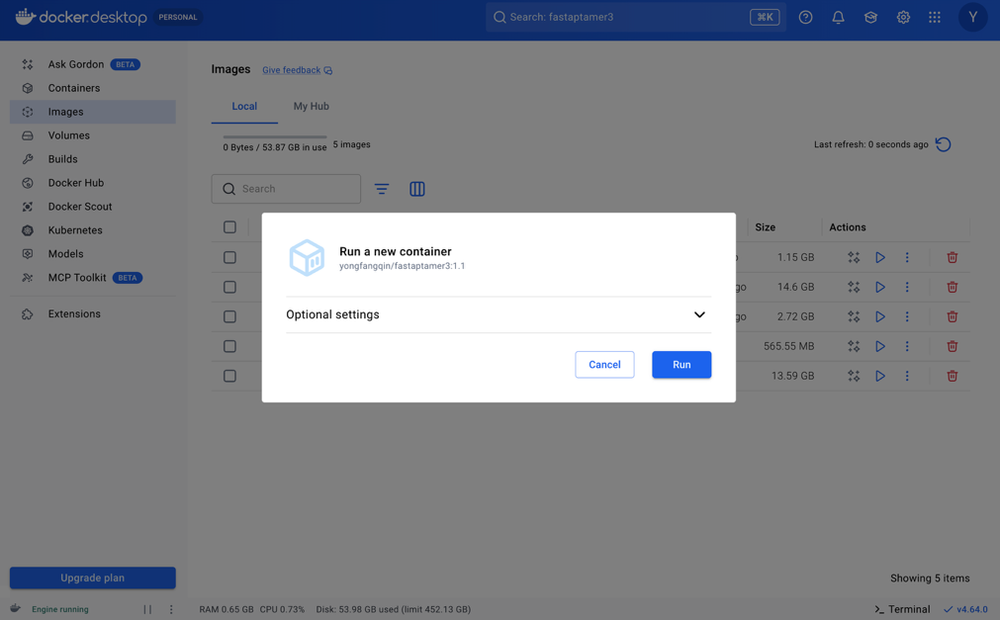 docker.desktop PERSONAL
Search: fastaptamer3 ⌘K
Y
Ask Gordon BETA
Containers
Images
Volumes
Builds
Docker Hub
Docker Scout
Kubernetes
Models
MCP Toolkit BETA
Extensions
Images Give feedback
Local My Hub
0 Bytes / 53.87 GB in use 5 images
Last refresh: 0 seconds ago
Search
Size Actions
1.15 GB
go 14.6 GB
go 2.72 GB
565.55 MB
13.59 GB
Run a new container
yongfangqin/fastaptamer3:1.1
Optional settings
Cancel Run
Showing 5 items
Upgrade plan
Engine running
RAM 0.65 GB CPU 0.73% Disk: 53.98 GB used (limit 452.13 GB)
>_ Terminal v4.64.0